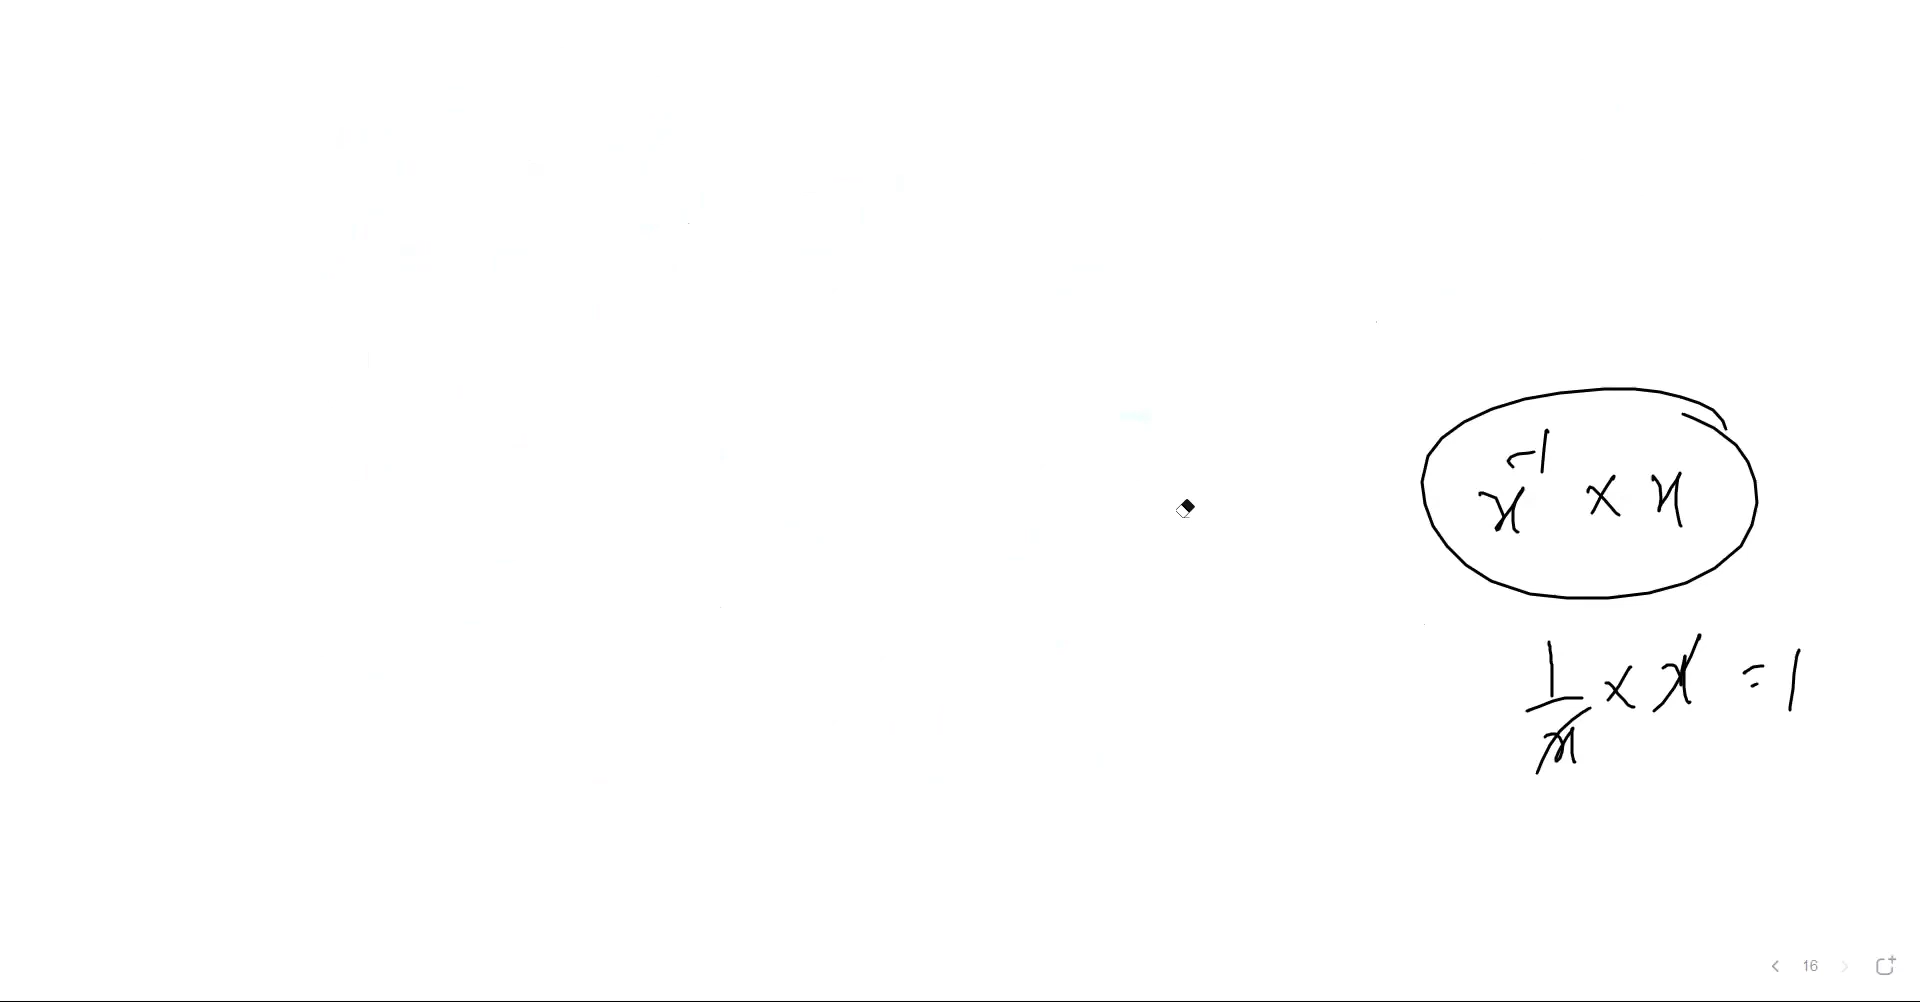 x⁻¹ × x
1/x × x = 1
16